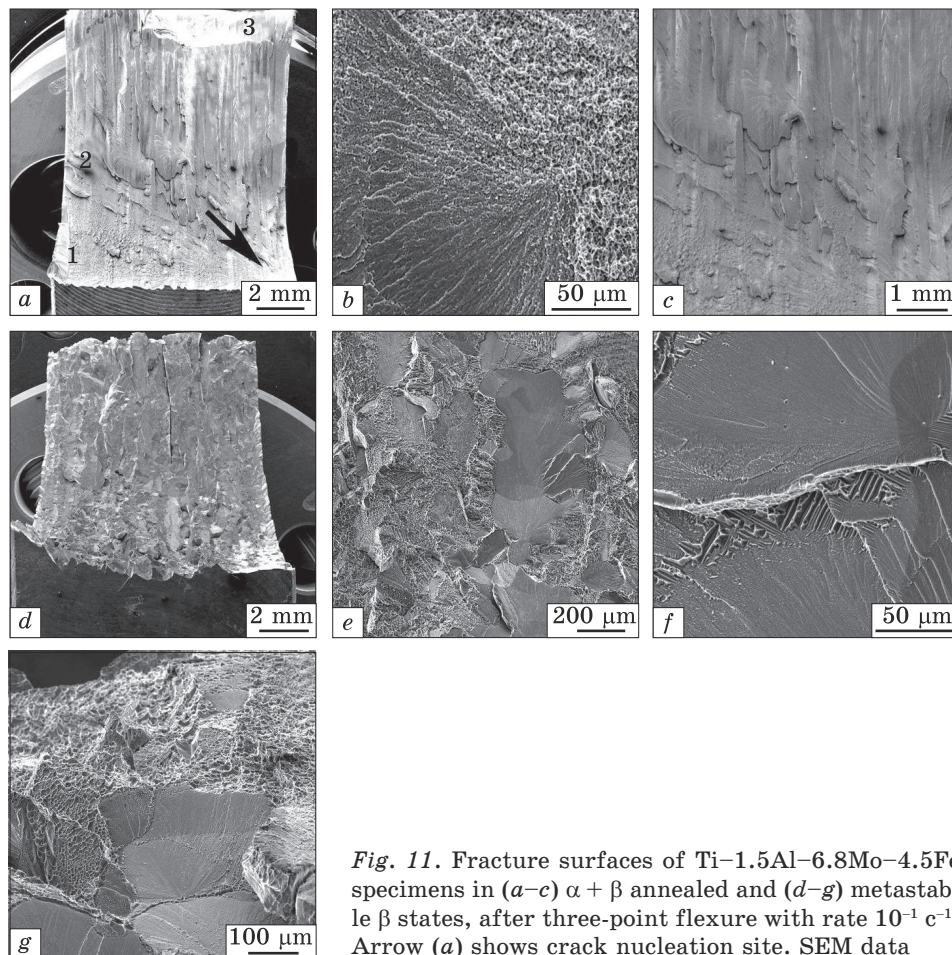 3
2
1
a
2 mm
b
50 μm
c
1 mm
d
2 mm
e
200 μm
f
50 μm
g
100 μm
Fig. 11. Fracture surfaces of Ti–1.5Al–6.8Mo–4.5Fe
specimens in (a–c) α + β annealed and (d–g) metastab-
le β states, after three-point flexure with rate 10⁻¹ c⁻¹
Arrow (a) shows crack nucleation site. SEM data